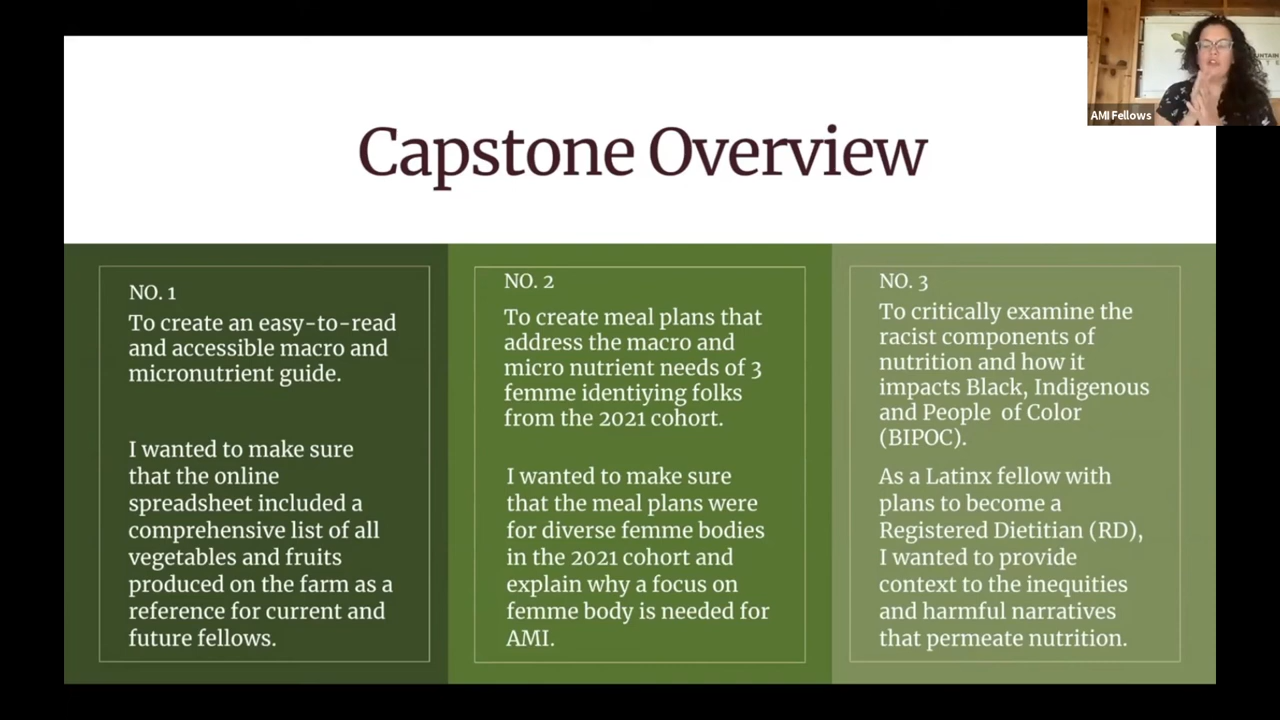 Capstone Overview
AMI Fellows
NO. 1
To create an easy-to-read
and accessible macro and
micronutrient guide.
I wanted to make sure
that the online
spreadsheet included a
comprehensive list of all
vegetables and fruits
produced on the farm as a
reference for current and
future fellows.
NO. 2
To create meal plans that
address the macro and
micro nutrient needs of 3
femme identiying folks
from the 2021 cohort.
I wanted to make sure
that the meal plans were
for diverse femme bodies
in the 2021 cohort and
explain why a focus on
femme body is needed for
AMI.
NO. 3
To critically examine the
racist components of
nutrition and how it
impacts Black, Indigenous
and People of Color
(BIPOC).
As a Latinx fellow with
plans to become a
Registered Dietitian (RD),
I wanted to provide
context to the inequities
and harmful narratives
that permeate nutrition.